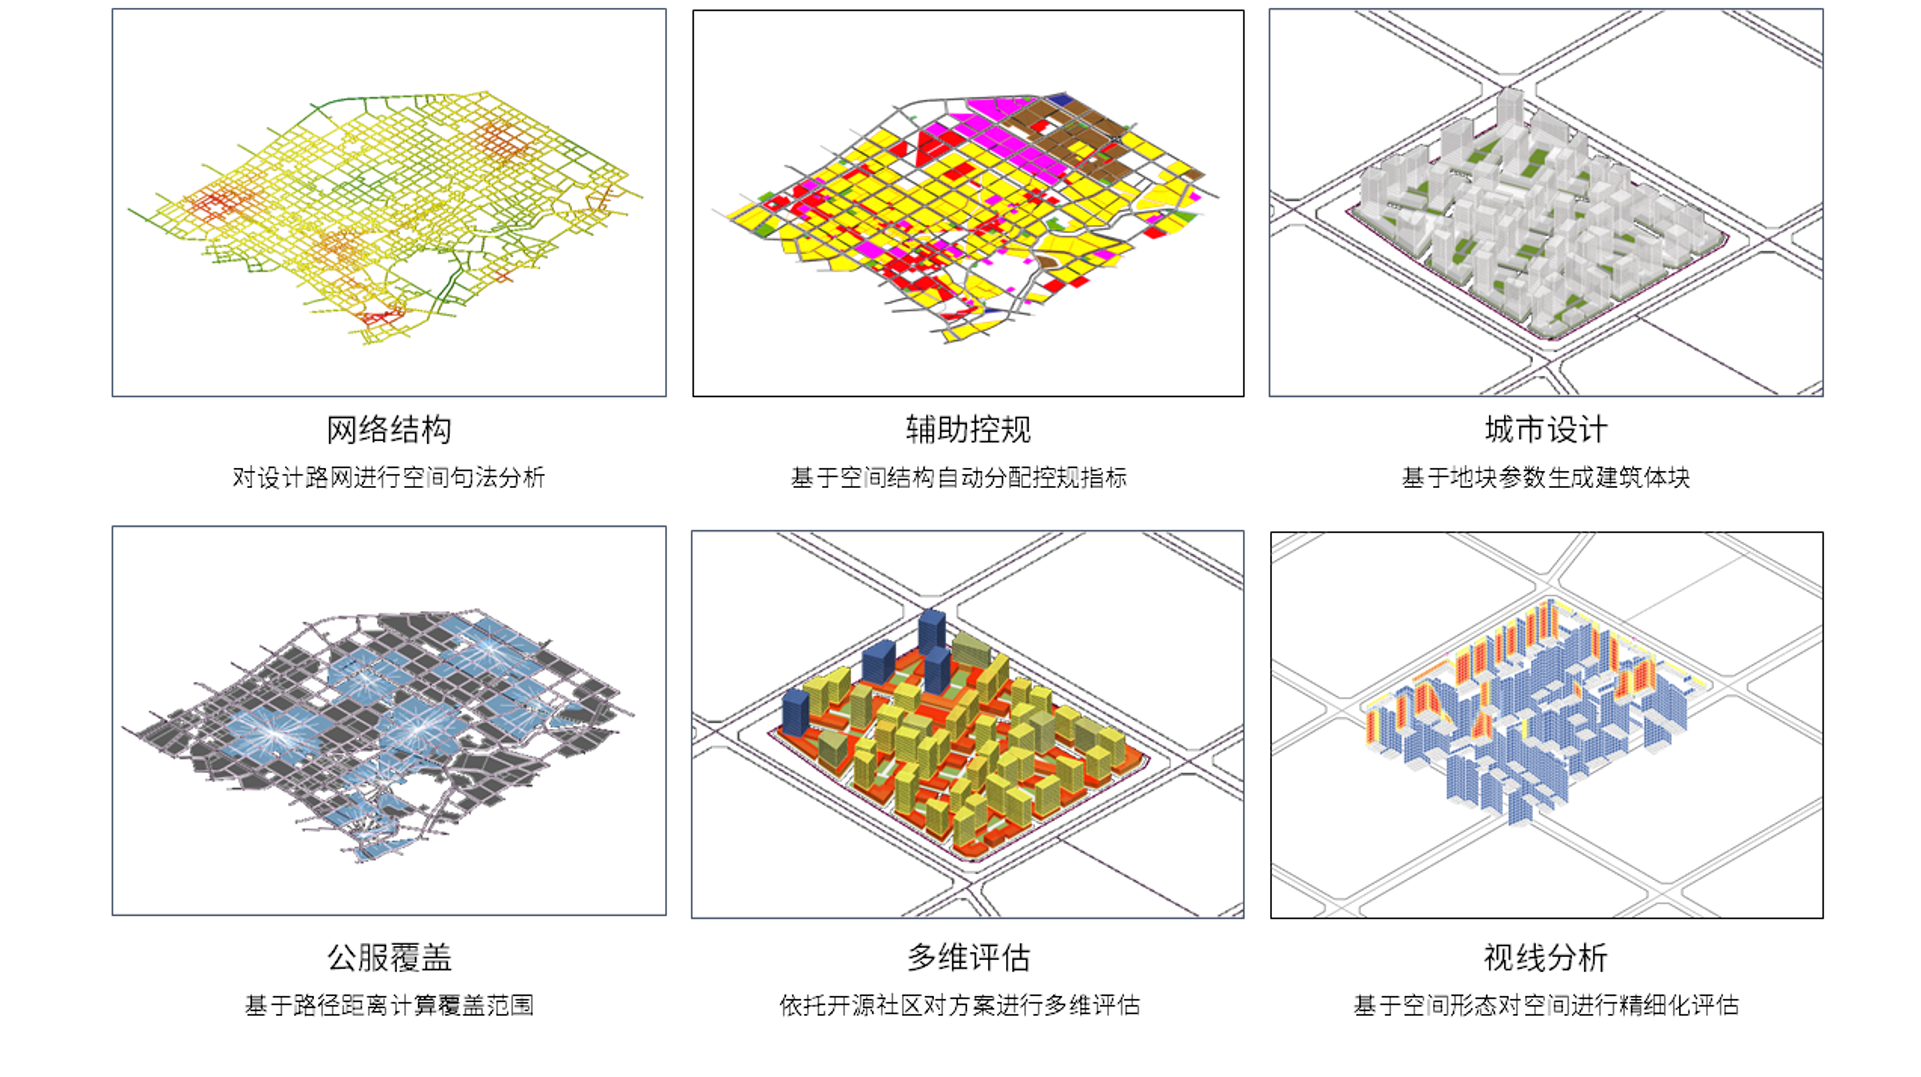 网络结构
对设计路网进行空间句法分析
辅助控规
基于空间结构自动分配控规指标
城市设计
基于地块参数生成建筑体块
公服覆盖
基于路径距离计算覆盖范围
多维评估
依托开源社区对方案进行多维评估
视线分析
基于空间形态对空间进行精细化评估